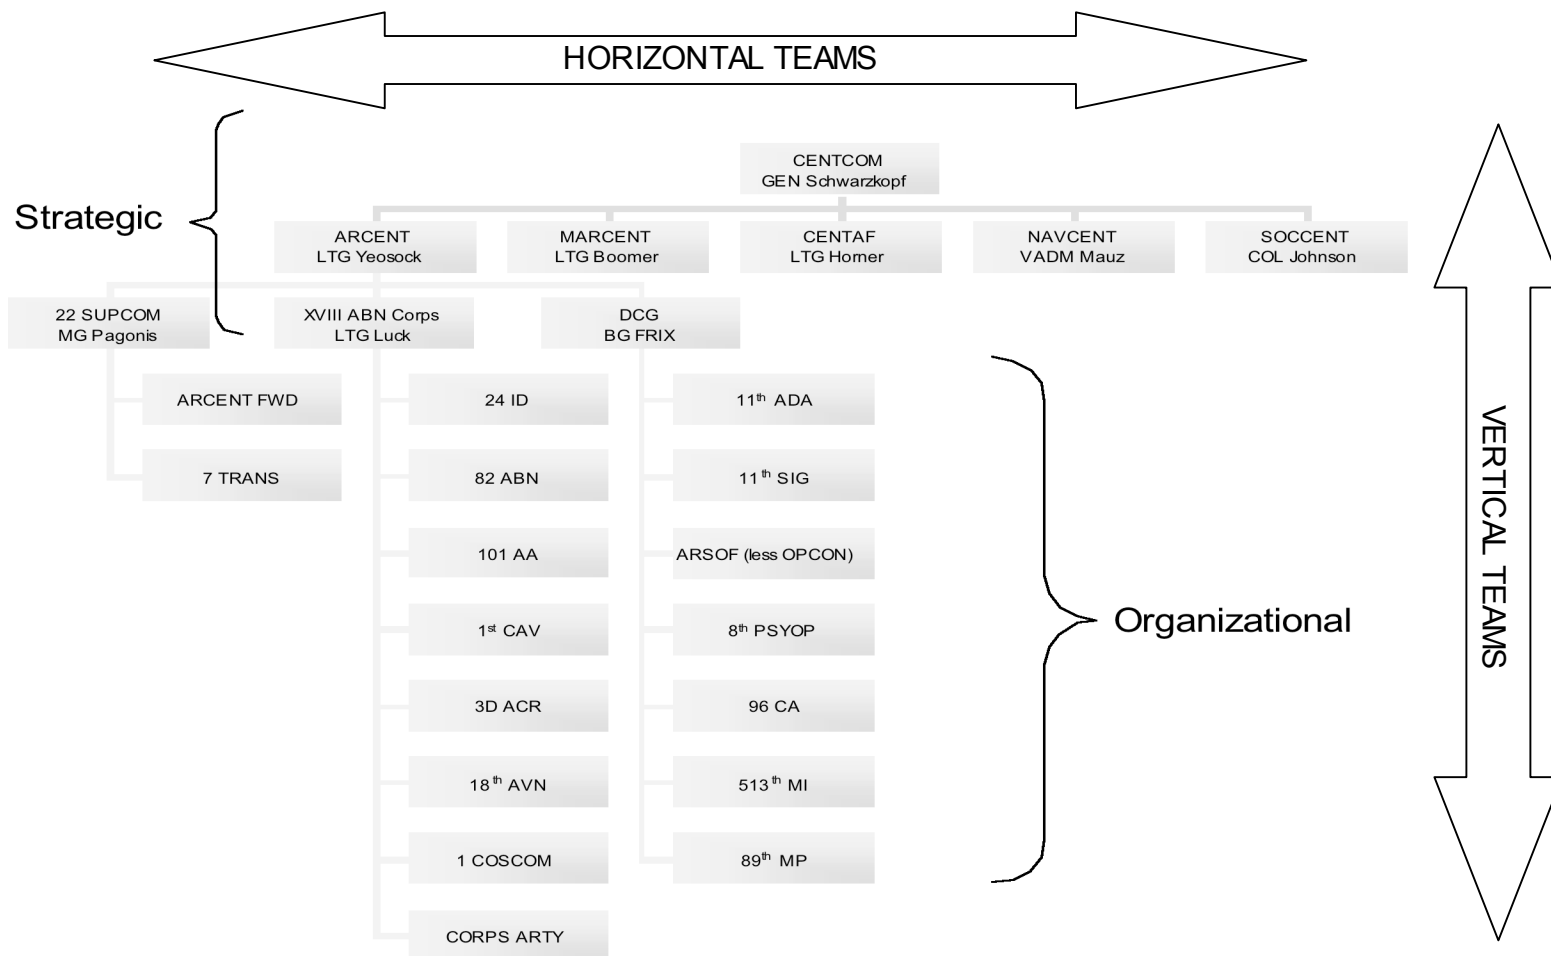 HORIZONTAL TEAMS
Strategic
CENTCOM
GEN Schwarzkopf
ARCENT
LTG Yeosock
MARCENT
LTG Boomer
CENTAF
LTG Horner
NAVCENT
VADM Mauz
SOCCENT
COL Johnson
22 SUPCOM
MG Pagonis
XVIII ABN Corps
LTG Luck
DCG
BG FRIX
ARCENT FWD
7 TRANS
24 ID
82 ABN
101 AA
1st CAV
3D ACR
18th AVN
1 COSCOM
CORPS ARTY
11th ADA
11th SIG
ARSOF (less OPCON)
8th PSYOP
96 CA
513th MI
89th MP
Organizational
VERTICAL TEAMS